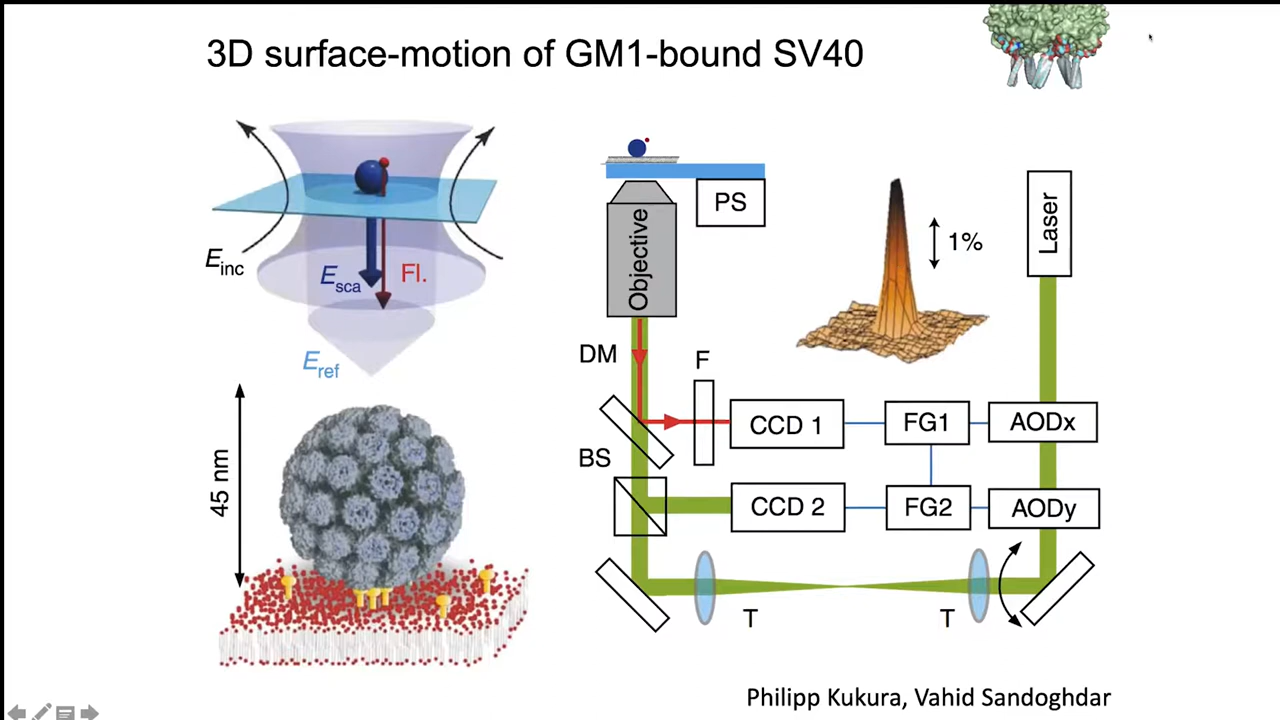 3D surface-motion of GM1-bound SV40
Einc
Esca
Fl.
Eref
45 nm
PS
Objective
1%
Laser
DM
F
CCD 1
FG1
AODx
BS
CCD 2
FG2
AODy
T
T
Philipp Kukura, Vahid Sandoghdar